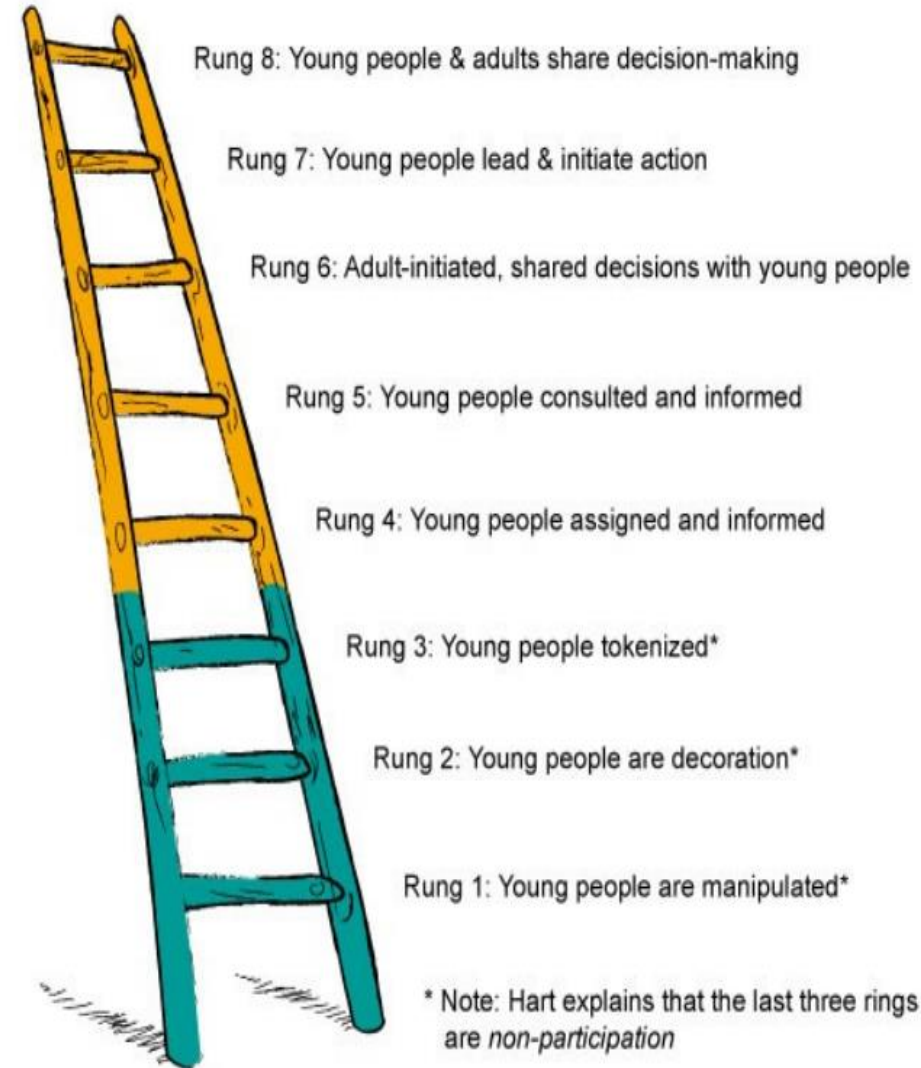 Rung 8: Young people & adults share decision-making
Rung 7: Young people lead & initiate action
Rung 6: Adult-initiated, shared decisions with young people
Rung 5: Young people consulted and informed
Rung 4: Young people assigned and informed
Rung 3: Young people tokenized*
Rung 2: Young people are decoration*
Rung 1: Young people are manipulated*
* Note: Hart explains that the last three rings
are non-participation